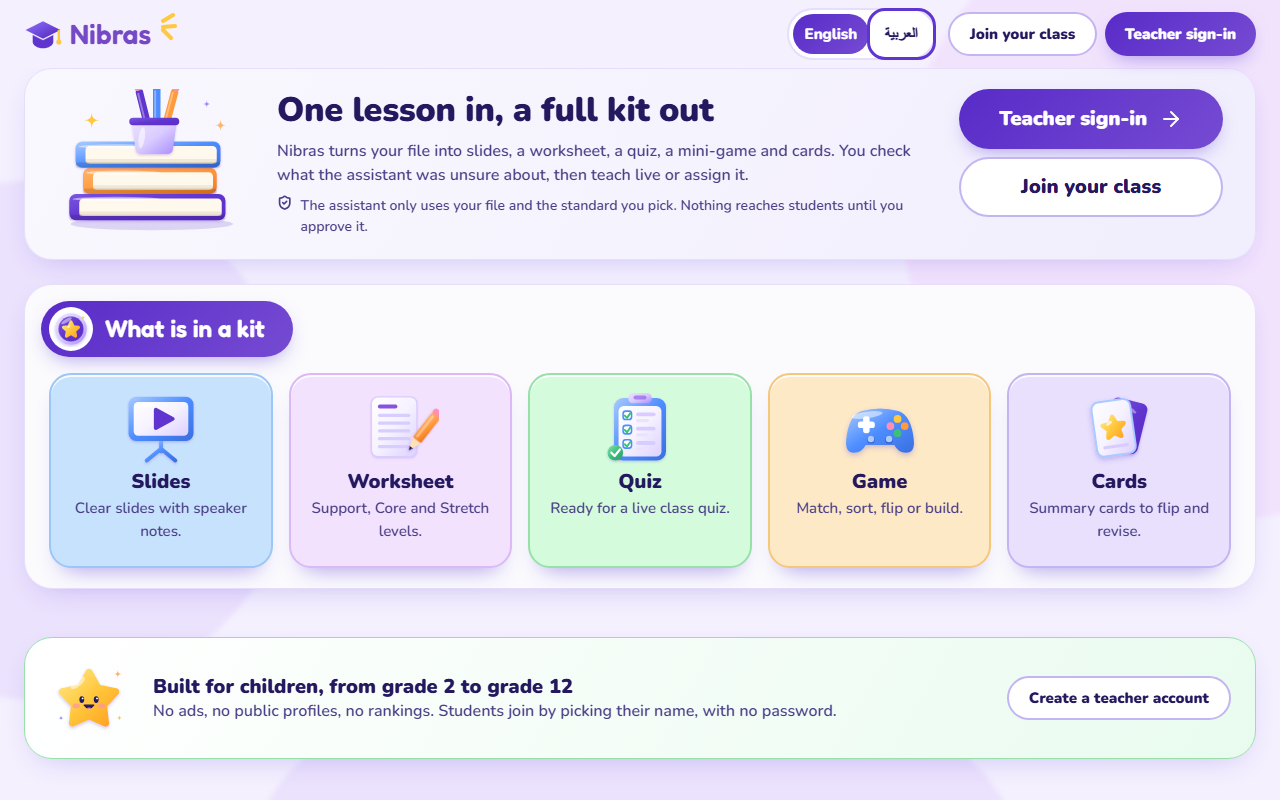 Nibras
English
العربية
Join your class
Teacher sign-in
One lesson in, a full kit out
Nibras turns your file into slides, a worksheet, a quiz, a mini-game and cards. You check
what the assistant was unsure about, then teach live or assign it.
The assistant only uses your file and the standard you pick. Nothing reaches students until you
approve it.
Teacher sign-in
Join your class
What is in a kit
Slides
Clear slides with speaker
notes.
Worksheet
Support, Core and Stretch
levels.
Quiz
Ready for a live class quiz.
Game
Match, sort, flip or build.
Cards
Summary cards to flip and
revise.
Built for children, from grade 2 to grade 12
No ads, no public profiles, no rankings. Students join by picking their name, with no password.
Create a teacher account